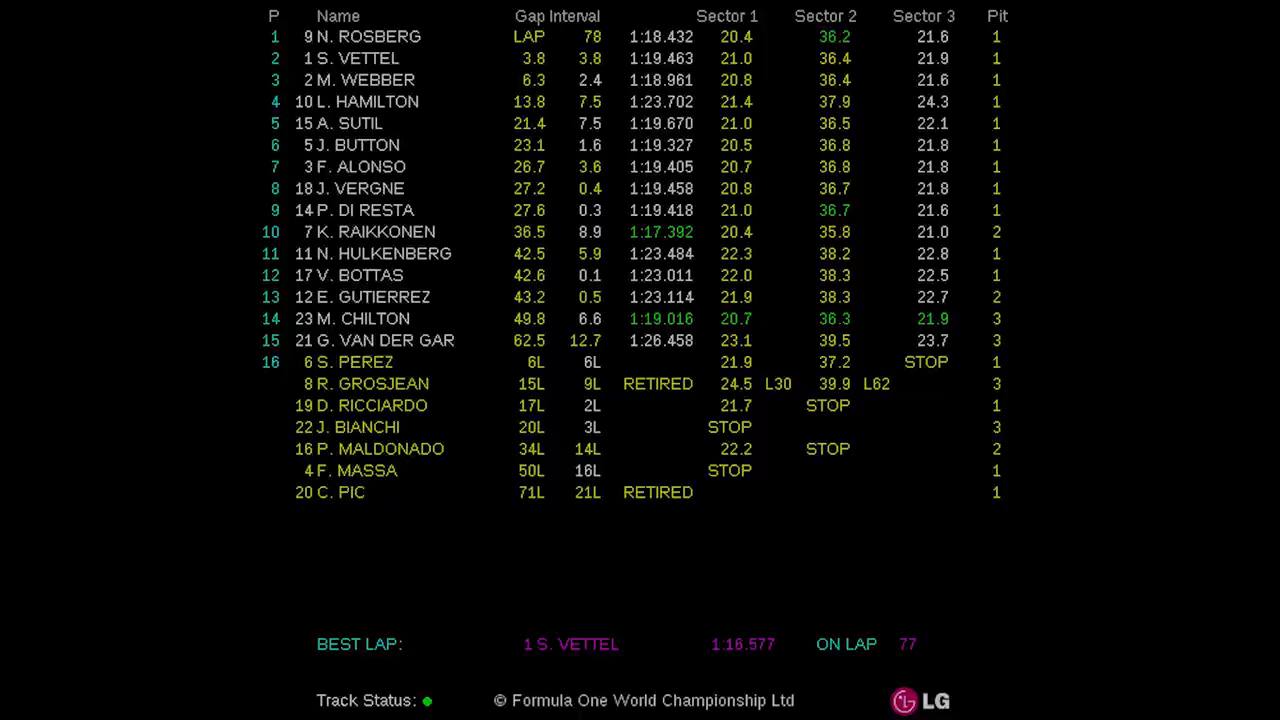 P Name Gap Interval Sector 1 Sector 2 Sector 3 Pit
1 9 N. ROSBERG LAP 78 1:18.432 20.4 36.2 21.6 1
2 1 S. VETTEL 3.8 3.8 1:19.463 21.0 36.4 21.9 1
3 2 M. WEBBER 6.3 2.4 1:18.961 20.8 36.4 21.6 1
4 10 L. HAMILTON 13.8 7.5 1:23.702 21.4 37.9 24.3 1
5 15 A. SUTIL 21.4 7.5 1:19.670 21.0 36.5 22.1 1
6 5 J. BUTTON 23.1 1.6 1:19.327 20.5 36.8 21.8 1
7 3 F. ALONSO 26.7 3.6 1:19.405 20.7 36.8 21.8 1
8 18 J. VERGNE 27.2 0.4 1:19.458 20.8 36.7 21.8 1
9 14 P. DI RESTA 27.6 0.3 1:19.418 21.0 36.7 21.6 1
10 7 K. RAIKKONEN 36.5 8.9 1:17.392 20.4 35.8 21.0 2
11 11 N. HULKENBERG 42.5 5.9 1:23.484 22.3 38.2 22.8 1
12 17 V. BOTTAS 42.6 0.1 1:23.011 22.0 38.3 22.5 1
13 12 E. GUTIERREZ 43.2 0.5 1:23.114 21.9 38.3 22.7 2
14 23 M. CHILTON 49.8 6.6 1:19.016 20.7 36.3 21.9 3
15 21 G. VAN DER GAR 62.5 12.7 1:26.458 23.1 39.5 23.7 3
16 6 S. PEREZ 6L 6L 21.9 37.2 STOP 1
8 R. GROSJEAN 15L 9L RETIRED 24.5 L30 39.9 L62 3
19 D. RICCIARDO 17L 2L 21.7 STOP 1
22 J. BIANCHI 20L 3L STOP 3
16 P. MALDONADO 34L 14L 22.2 STOP 2
4 F. MASSA 50L 16L STOP 1
20 C. PIC 71L 21L RETIRED 1
BEST LAP: 1 S. VETTEL 1:16.577 ON LAP 77
Track Status: © Formula One World Championship Ltd LG